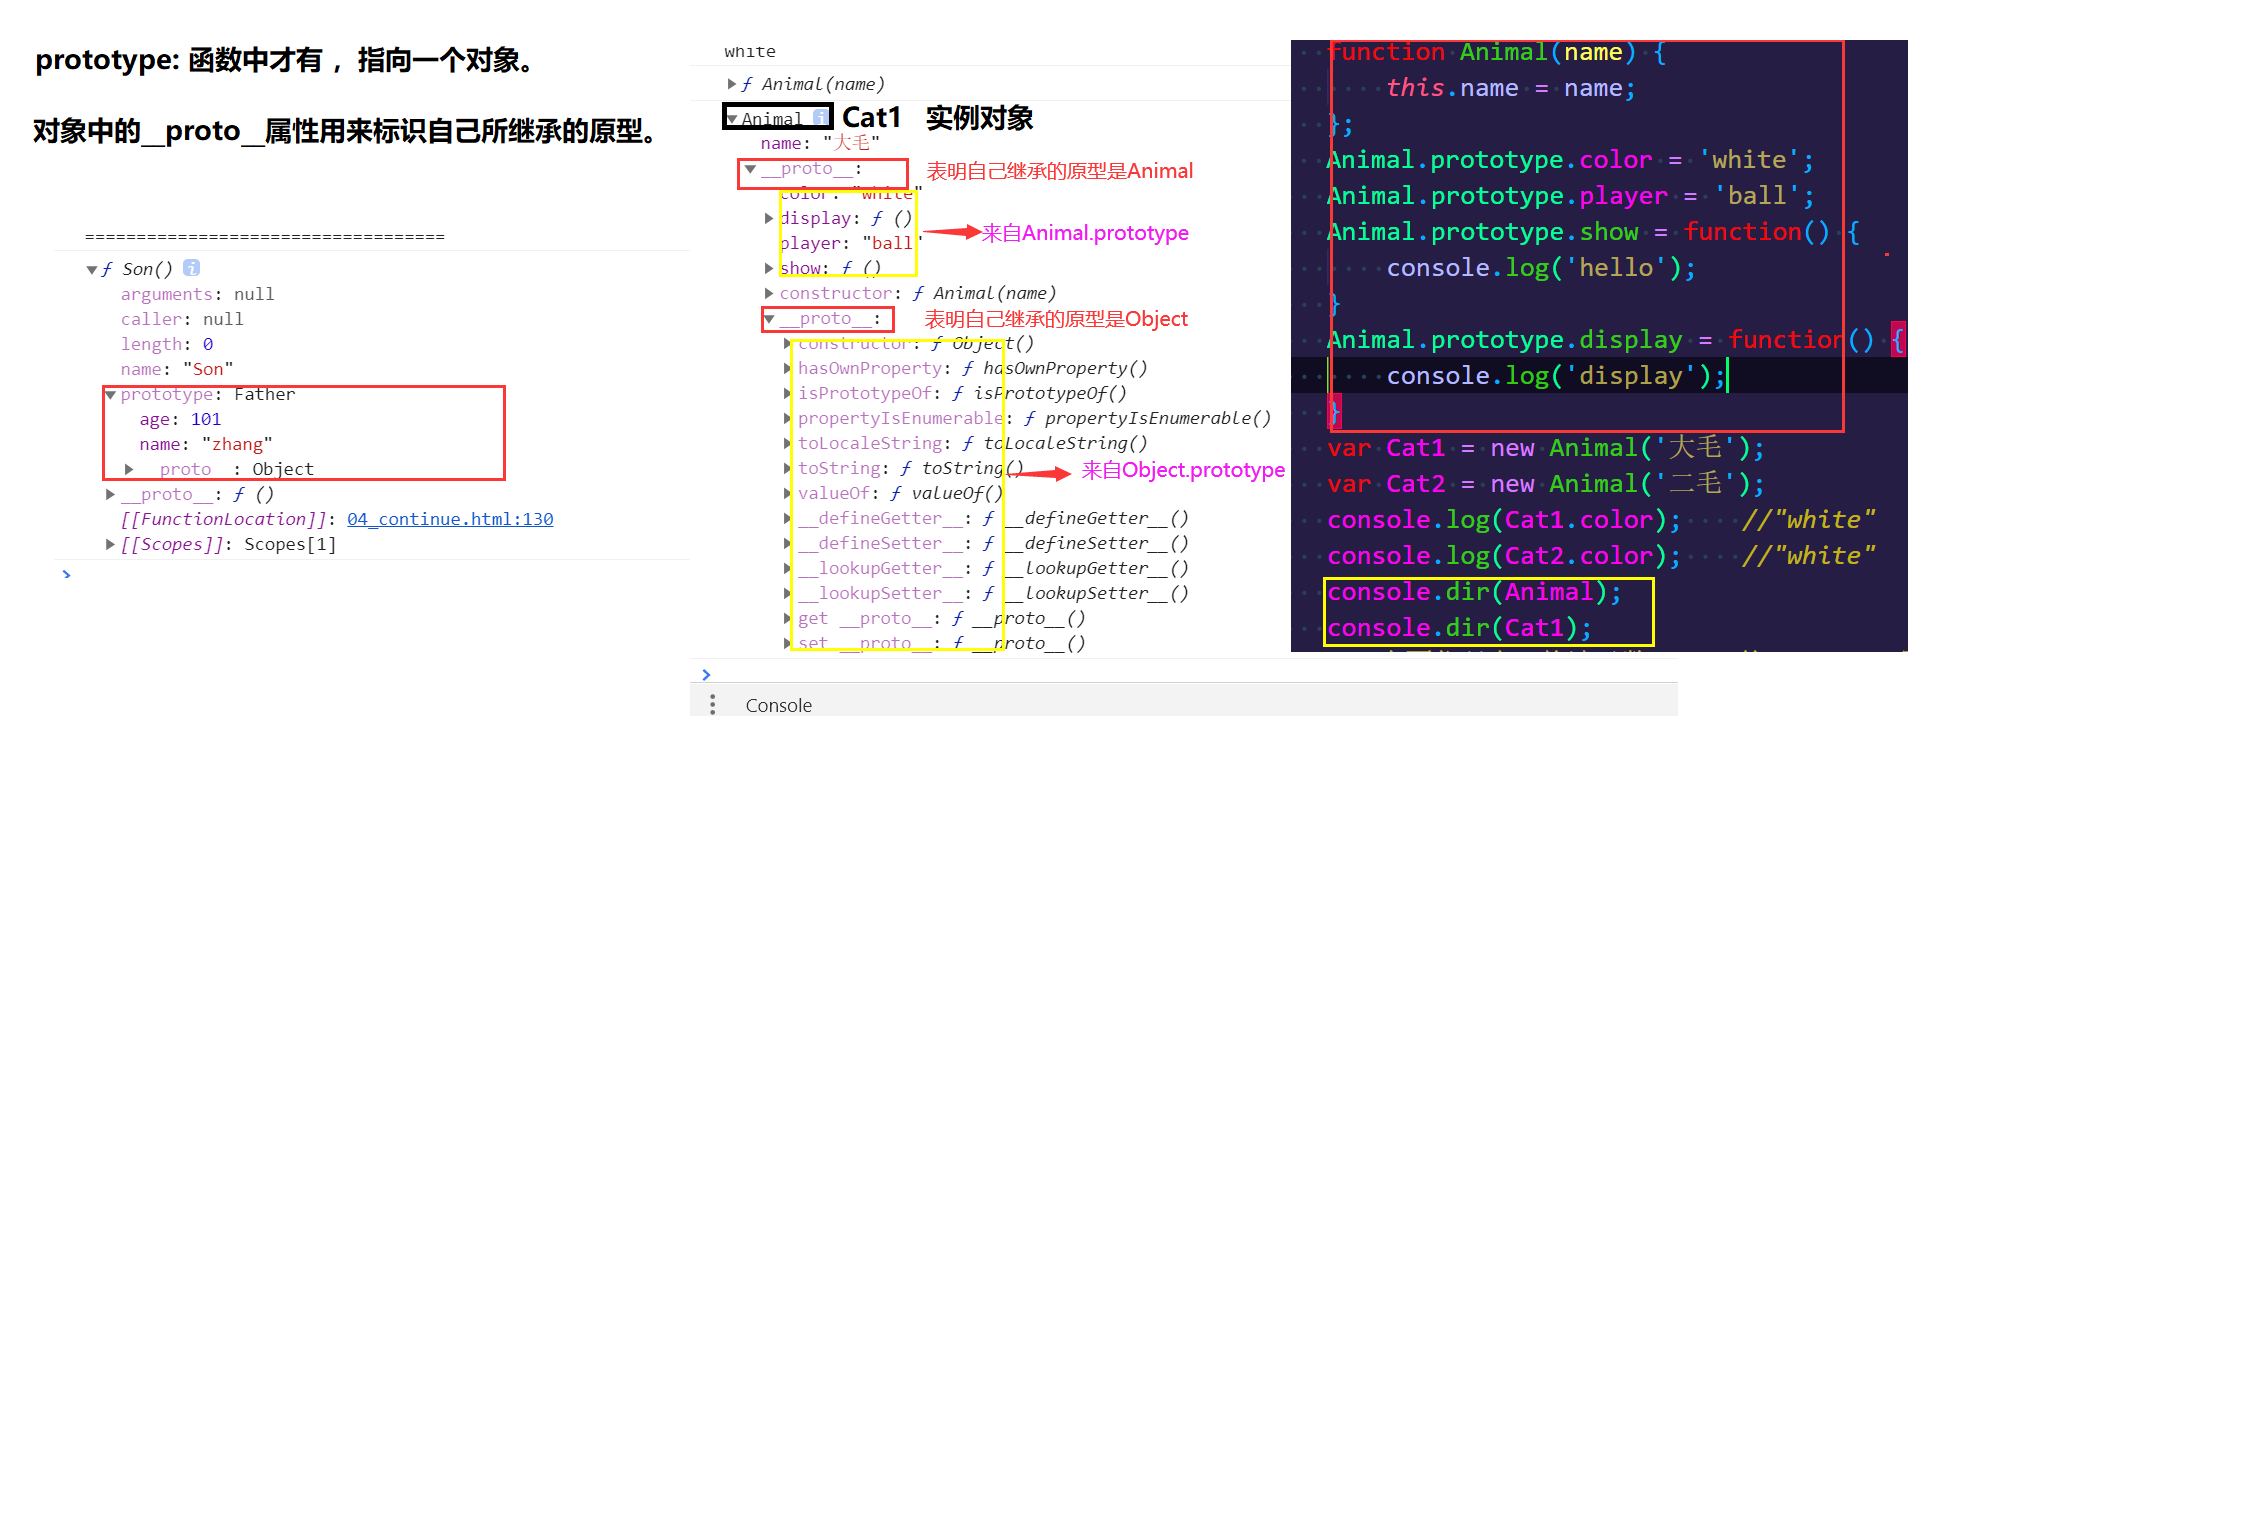 prototype: 函数中才有 ，指向一个对象。
对象中的__proto__属性用来标识自己所继承的原型。
===================================
▼ƒ Son() i
arguments: null
caller: null
length: 0
name: "Son"
▼prototype: Father
age: 101
name: "zhang"
▶__proto__: Object
▶__proto__: ƒ ()
[[FunctionLocation]]: 04_continue.html:130
▶[[Scopes]]: Scopes[1]
>
white
▶ƒ Animal(name)
▼Animal i Cat1 实例对象
name: "大毛"
▼__proto__: 表明自己继承的原型是Animal
color: "white"
▶display: ƒ ()
player: "ball" 来自Animal.prototype
▶show: ƒ ()
▶constructor: ƒ Animal(name)
▼__proto__: 表明自己继承的原型是Object
▶constructor: ƒ Object()
▶hasOwnProperty: ƒ hasOwnProperty()
▶isPrototypeOf: ƒ isPrototypeOf()
▶propertyIsEnumerable: ƒ propertyIsEnumerable()
▶toLocaleString: ƒ toLocaleString()
▶toString: ƒ toString() 来自Object.prototype
▶valueOf: ƒ valueOf()
▶__defineGetter__: ƒ __defineGetter__()
▶__defineSetter__: ƒ __defineSetter__()
▶__lookupGetter__: ƒ __lookupGetter__()
▶__lookupSetter__: ƒ __lookupSetter__()
▶get __proto__: ƒ __proto__()
▶set __proto__: ƒ __proto__()
>
Console
function Animal(name) {
this.name = name;
};
Animal.prototype.color = 'white';
Animal.prototype.player = 'ball';
Animal.prototype.show = function() {
console.log('hello');
}
Animal.prototype.display = function() {
console.log('display');
}
var Cat1 = new Animal('大毛');
var Cat2 = new Animal('二毛');
console.log(Cat1.color); //"white"
console.log(Cat2.color); //"white"
console.dir(Animal);
console.dir(Cat1);